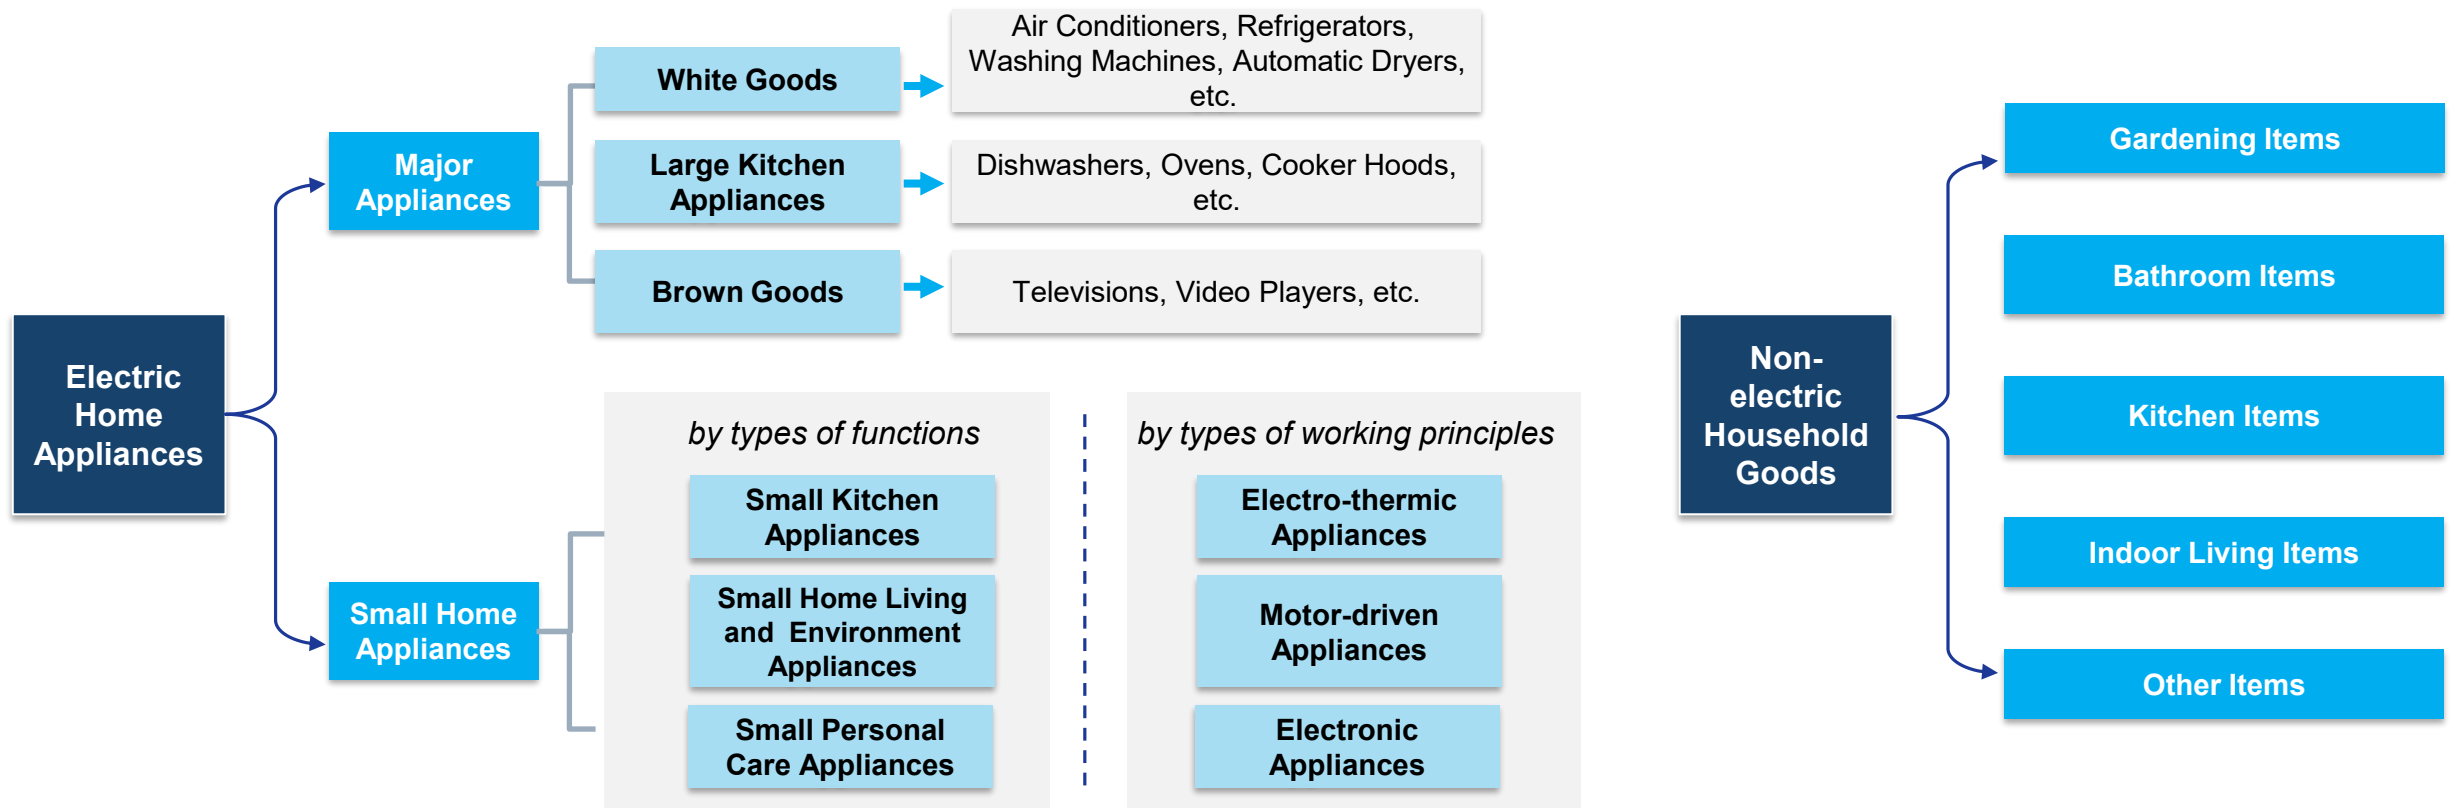 Electric
Home
Appliances
Major
Appliances
White Goods
Air Conditioners, Refrigerators,
Washing Machines, Automatic Dryers,
etc.
Large Kitchen
Appliances
Dishwashers, Ovens, Cooker Hoods,
etc.
Brown Goods
Televisions, Video Players, etc.
Small Home
Appliances
by types of functions
Small Kitchen
Appliances
Small Home Living
and Environment
Appliances
Small Personal
Care Appliances
by types of working principles
Electro-thermic
Appliances
Motor-driven
Appliances
Electronic
Appliances
Non-
electric
Household
Goods
Gardening Items
Bathroom Items
Kitchen Items
Indoor Living Items
Other Items